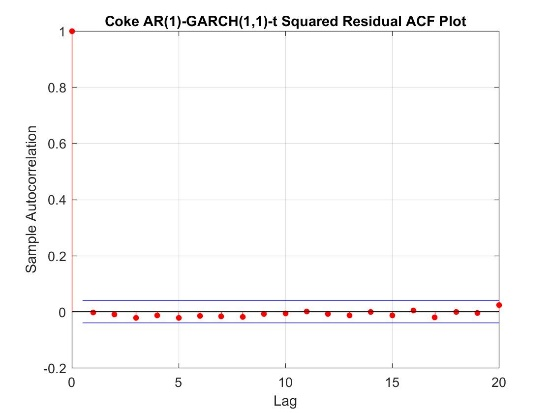 Coke AR(1)-GARCH(1,1)-t Squared Residual ACF Plot
1
0.8
0.6
0.4
0.2
0
-0.2
Sample Autocorrelation
0 5 10 15 20
Lag